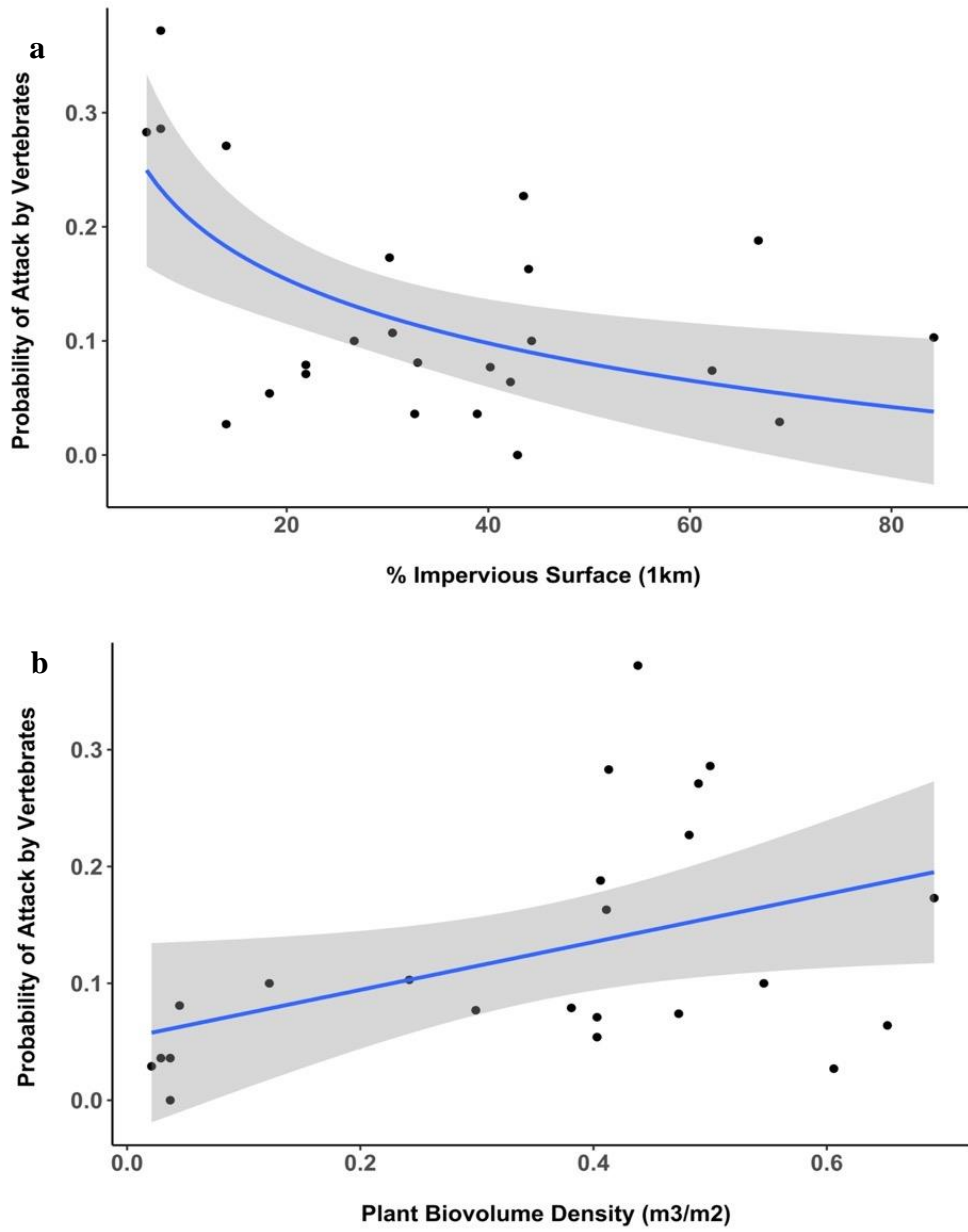 a
Probability of Attack by Vertebrates
0.3
0.2
0.1
0.0
20 40 60 80
% Impervious Surface (1km)
b
Probability of Attack by Vertebrates
0.3
0.2
0.1
0.0
0.0 0.2 0.4 0.6
Plant Biovolume Density (m3/m2)